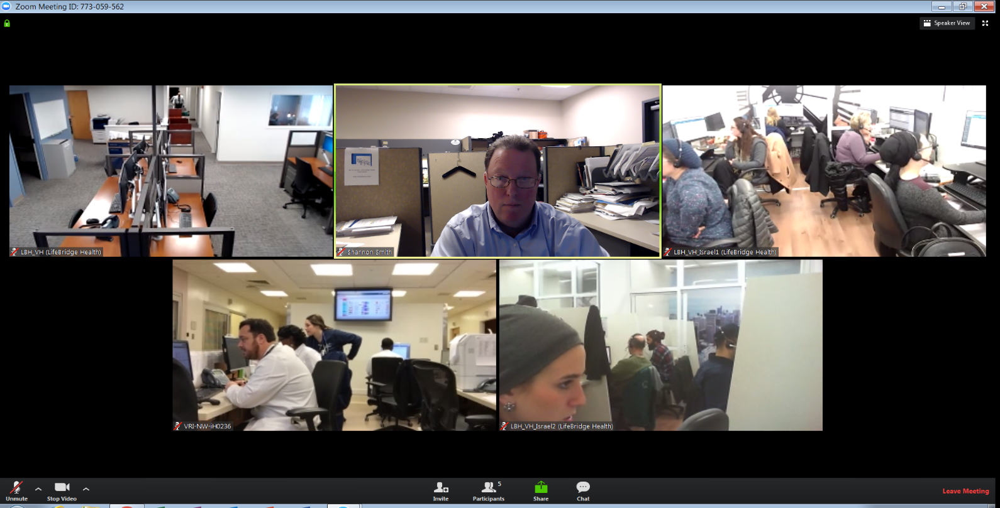 Zoom Meeting ID: 773-059-562
Speaker View
LBH_VH (LifeBridge Health)
Shannon Smith
LBH_VH_Israel1 (LifeBridge Health)
VRI-NW-iH0236
LBH_VH_Israel2 (LifeBridge Health)
Unmute
Stop Video
Invite
5
Participants
Share
Chat
Leave Meeting